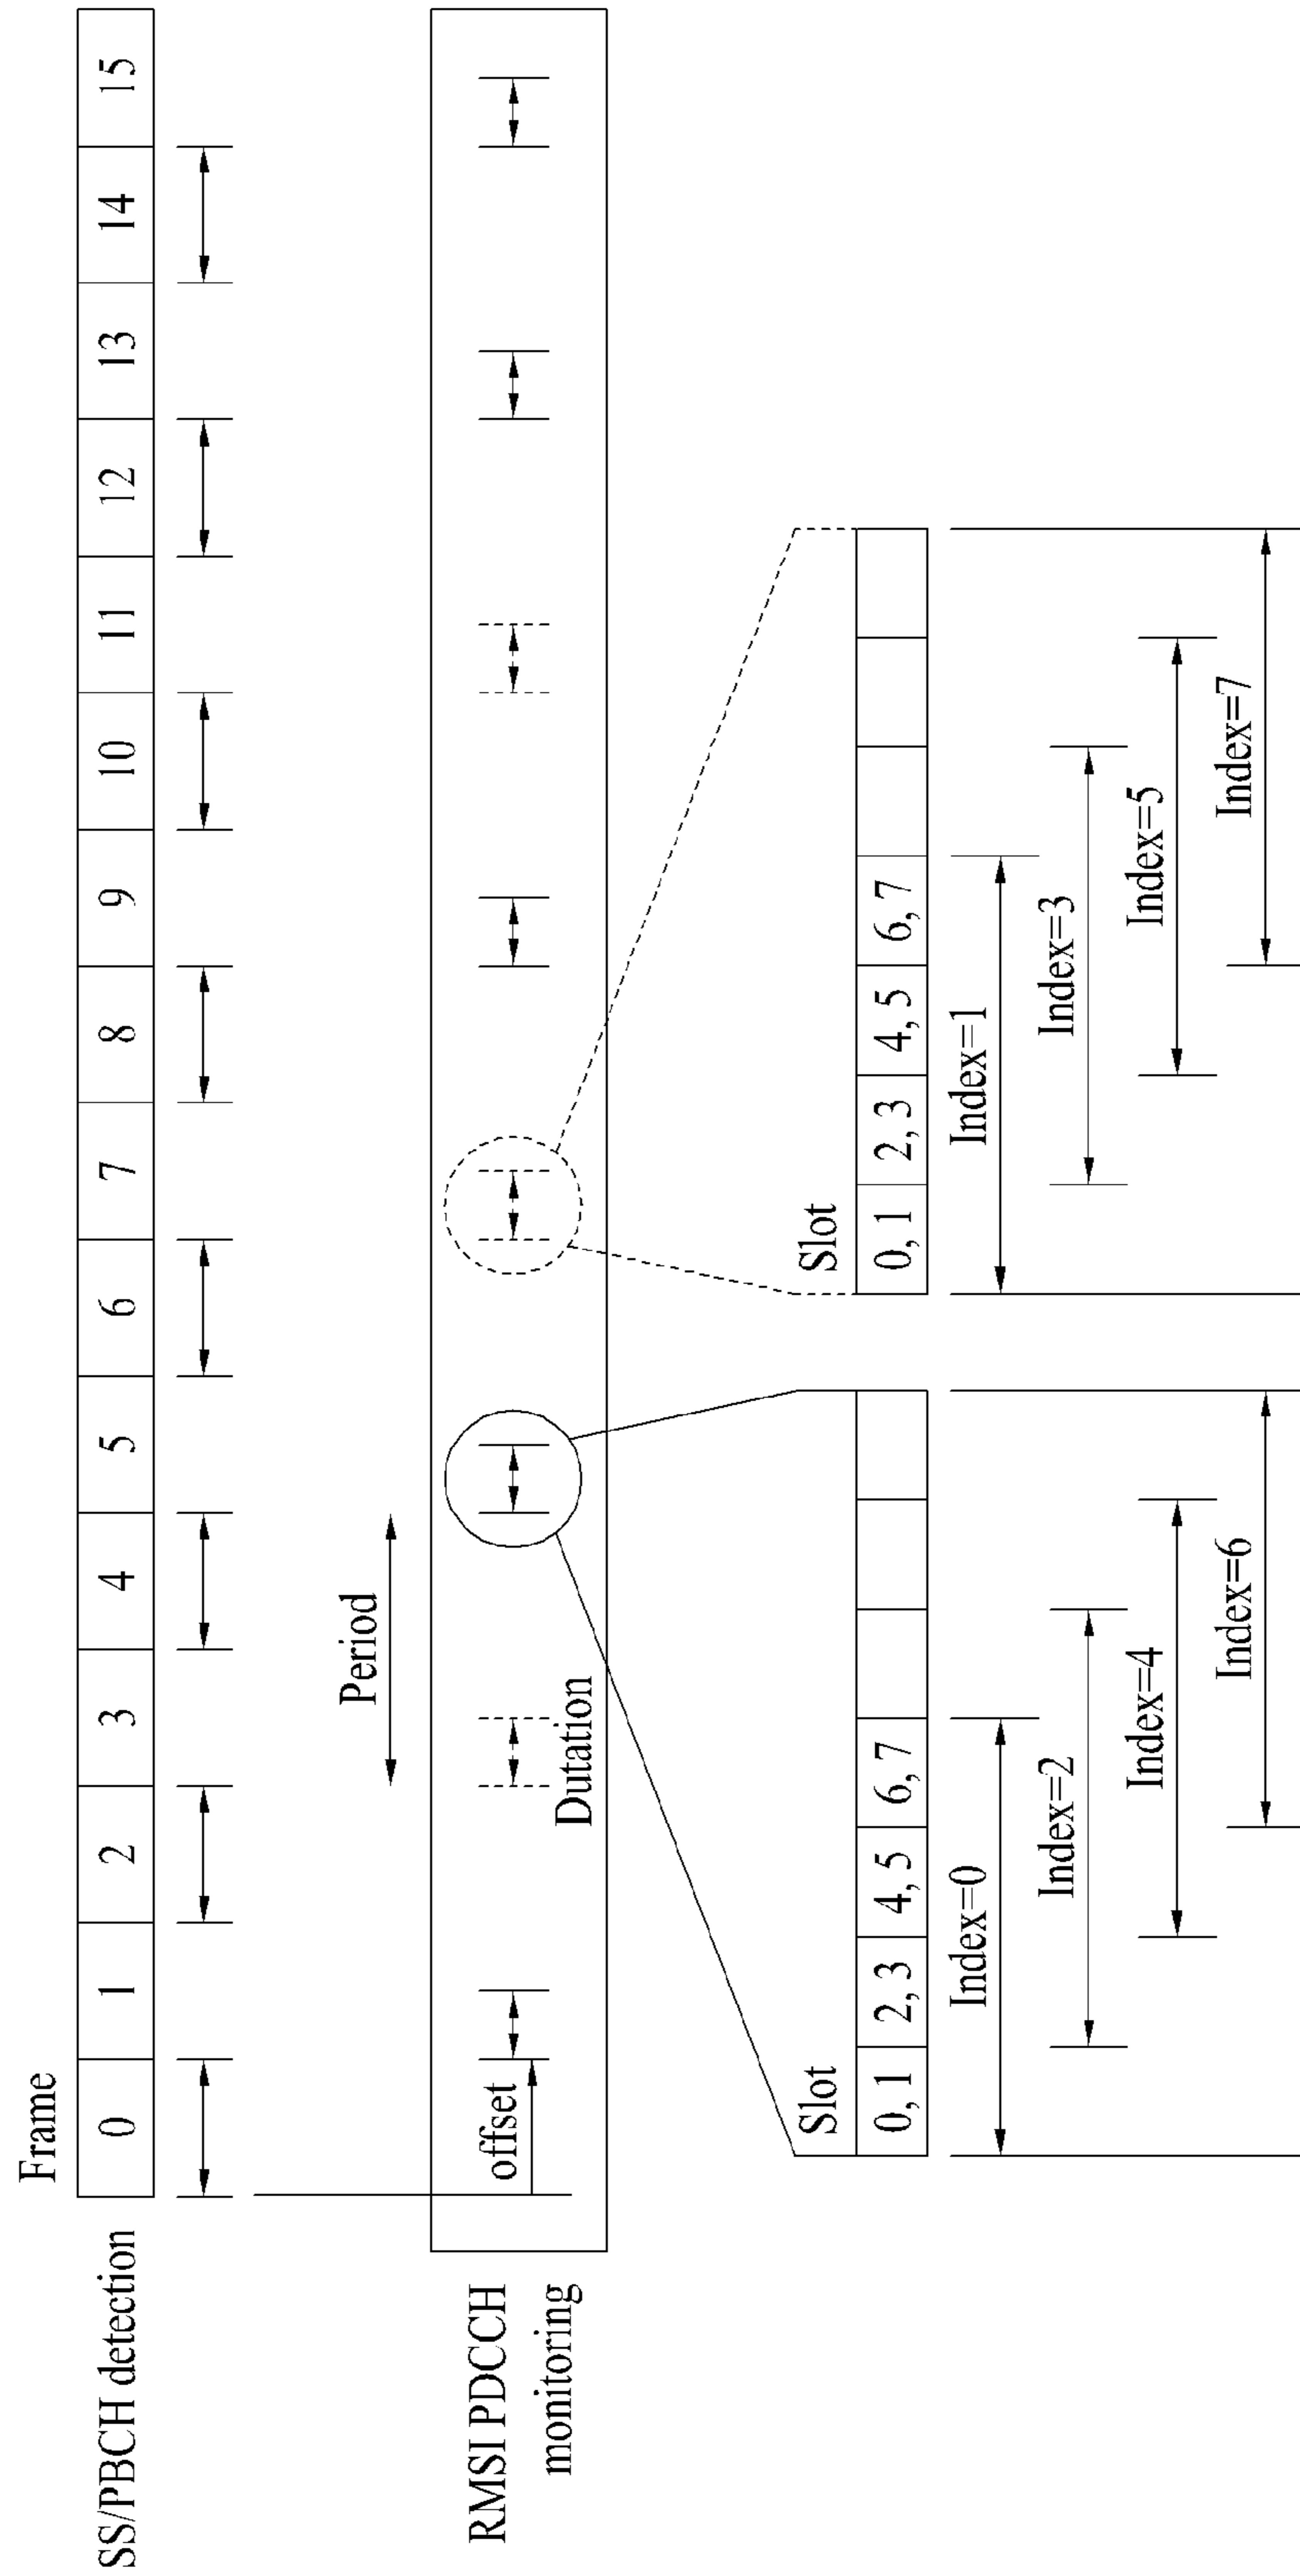 Frame
SS/PBCH detection
0 1 2 3 4 5 6 7 8 9 10 11 12 13 14 15
Period
RMSI PDCCH
monitoring
offset
Dutation
Slot
0, 1 2, 3 4, 5 6, 7
Index=0
Index=2
Index=4
Index=6
Slot
0, 1 2, 3 4, 5 6, 7
Index=1
Index=3
Index=5
Index=7